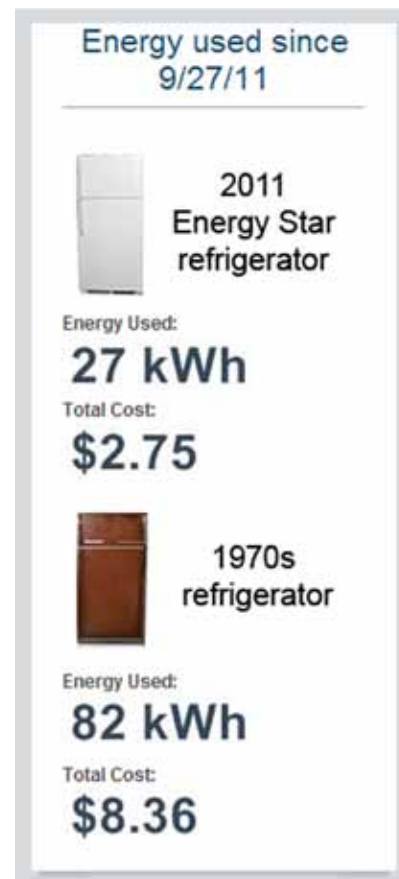 Energy used since
9/27/11
2011
Energy Star
refrigerator
Energy Used:
27 kWh
Total Cost:
$2.75
1970s
refrigerator
Energy Used:
82 kWh
Total Cost:
$8.36